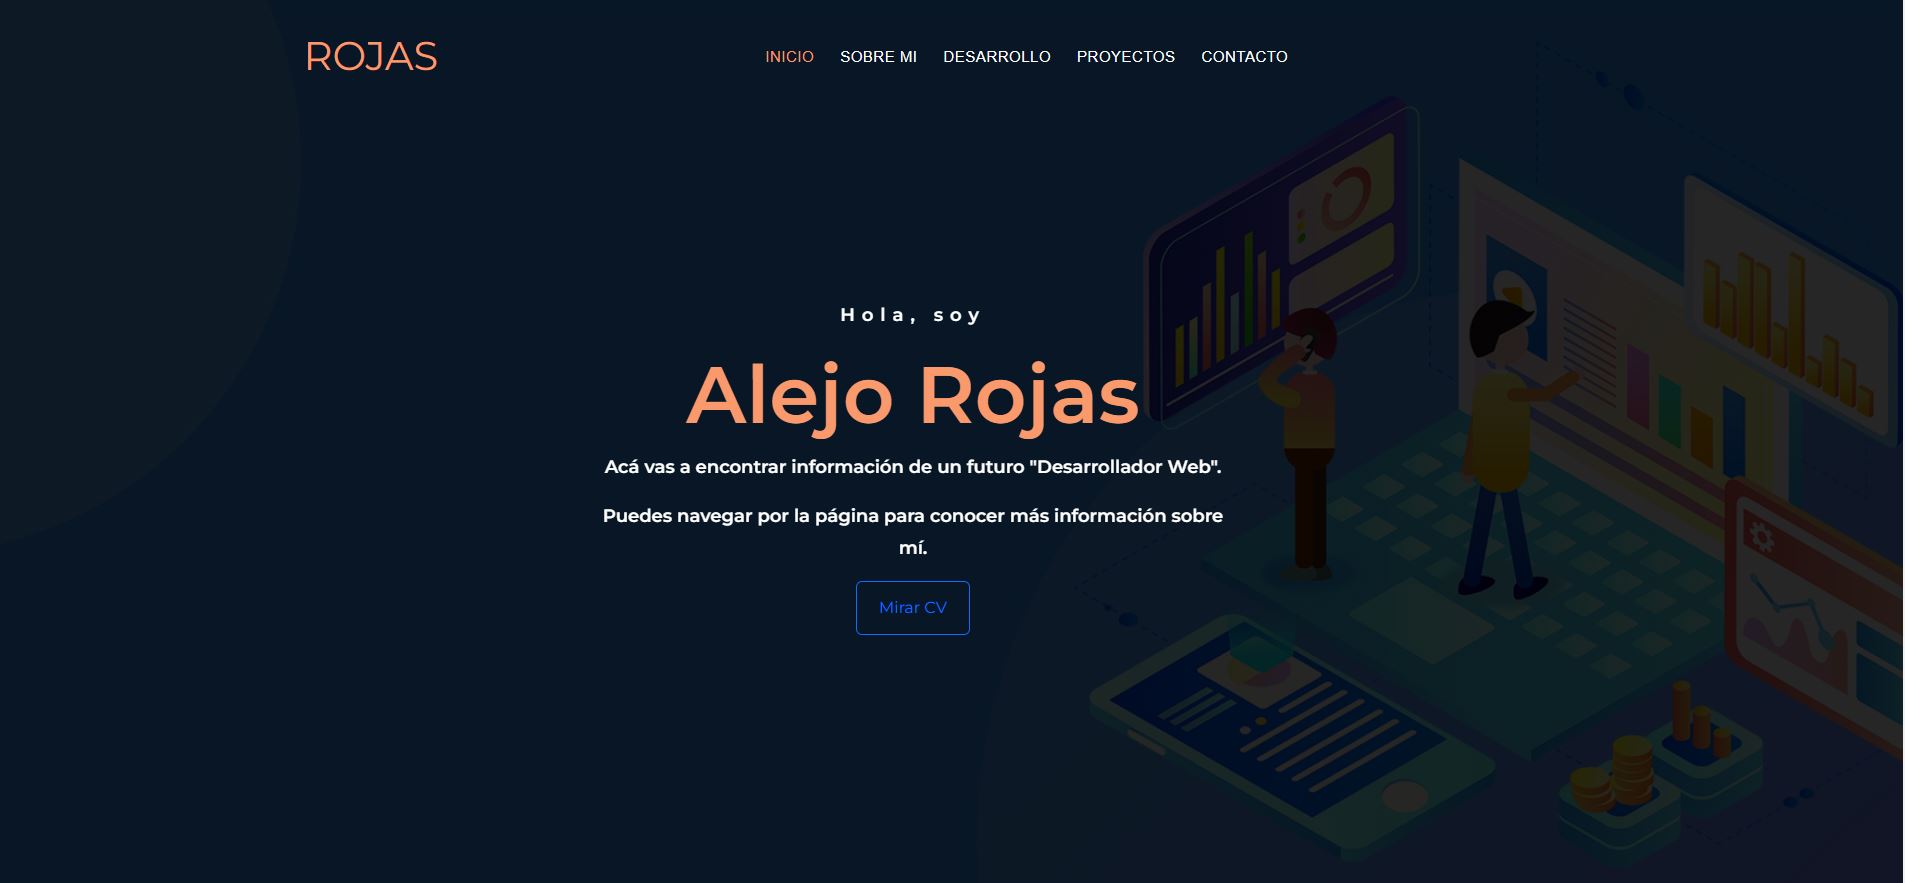 ROJAS
INICIO SOBRE MI DESARROLLO PROYECTOS CONTACTO
Hola, soy
Alejo Rojas
Acá vas a encontrar información de un futuro "Desarrollador Web".
Puedes navegar por la página para conocer más información sobre
mí.
Mirar CV